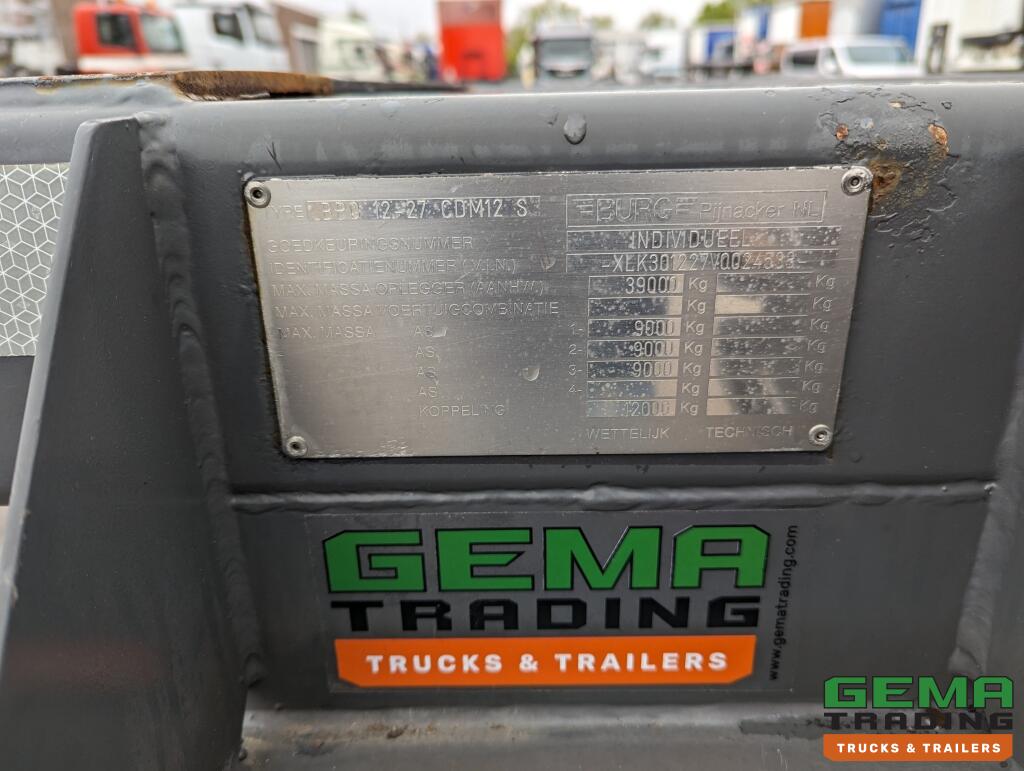 TYPE BPO 12-27 CDM12 S
BURG Pijnacker NL
GOEDKEURINGSNUMMER INDIVIDUEEL
IDENTIFICATIENUMMER (V.I.N.)
MAX. MASSA OPLEGGER (AANHW.) 39000 Kg Kg
MAX. MASSA VOERTUIGCOMBINATIE Kg Kg
MAX. MASSA AS 1- 9000 Kg Kg
AS 2- 9000 Kg Kg
AS 3- 9000 Kg Kg
AS 4- Kg Kg
KOPPELING 12000 Kg Kg
WETTELIJK TECHNISCH
GEMA
TRADING
TRUCKS & TRAILERS
www.gematrading.com
GEMA
TRADING
TRUCKS & TRAILERS